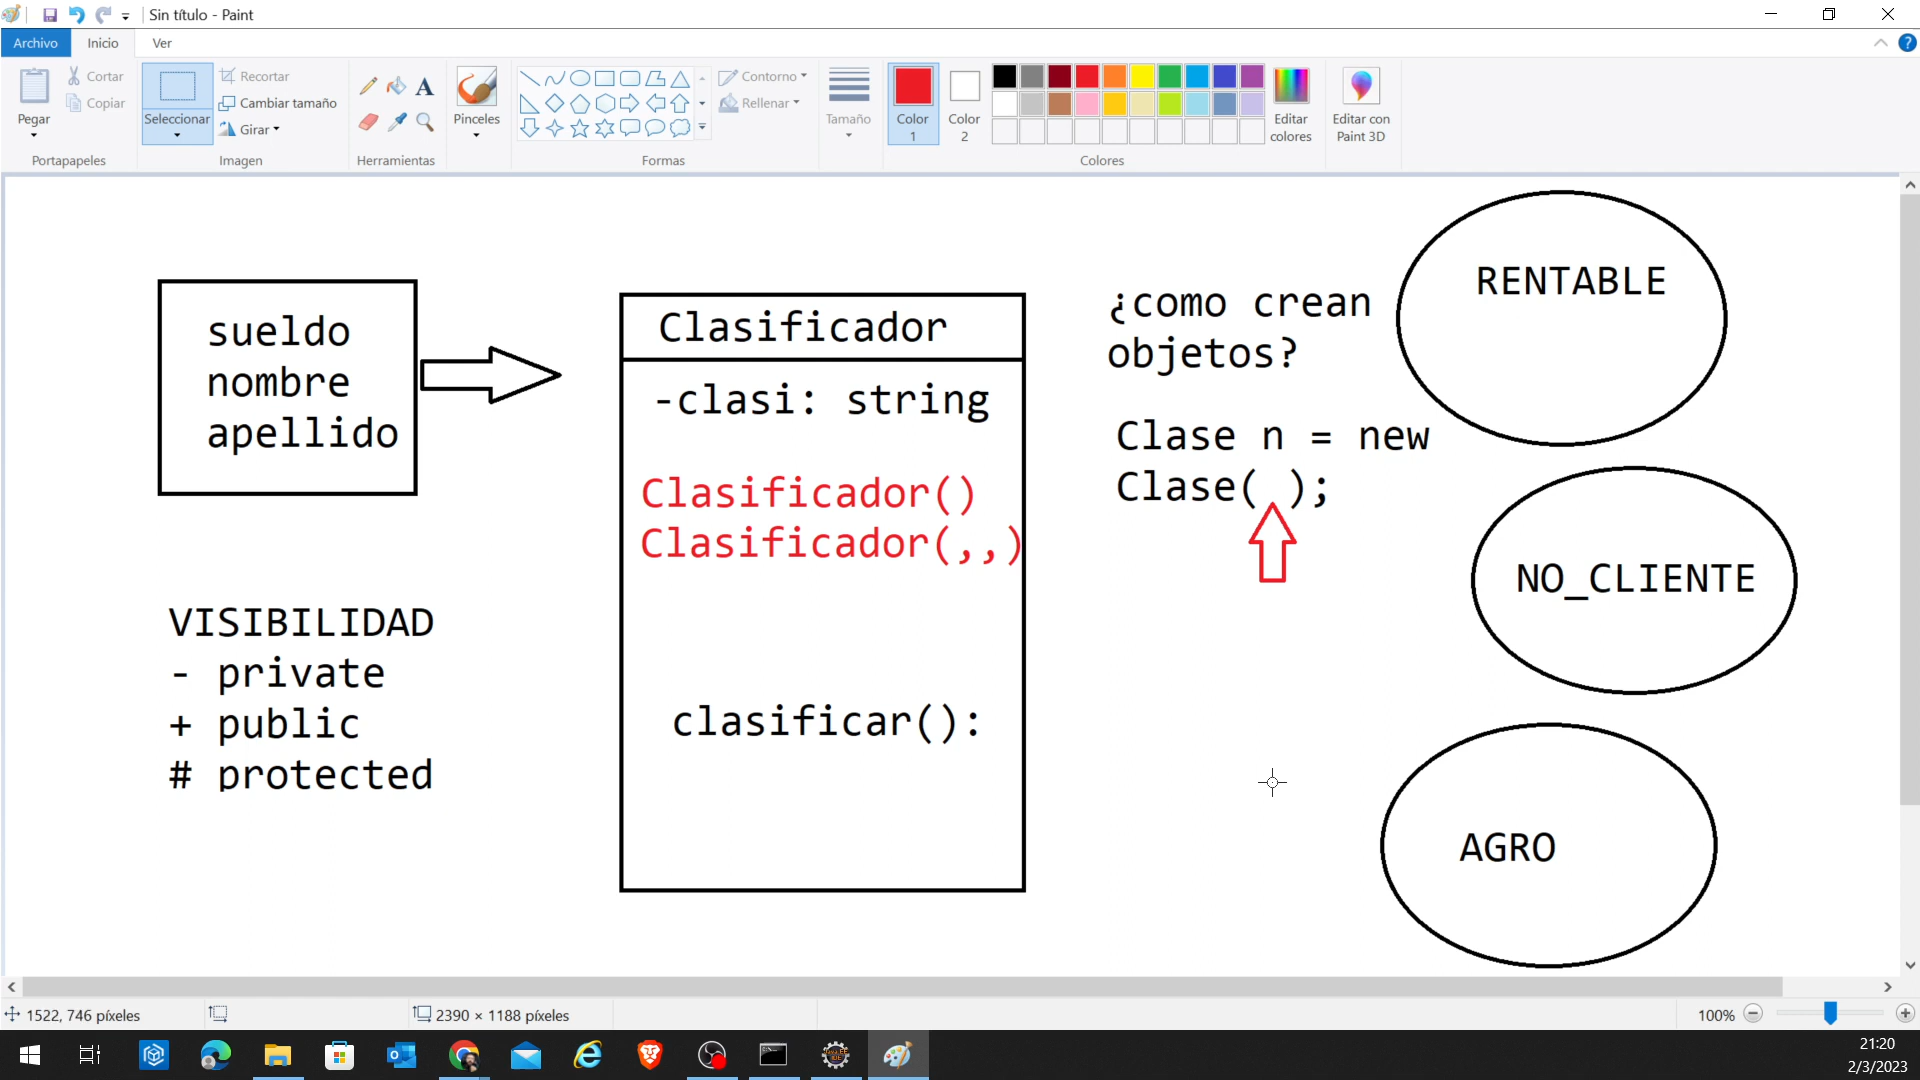 Sin título - Paint
Archivo
Inicio
Ver
Pegar
Cortar
Copiar
Portapapeles
Seleccionar
Recortar
Cambiar tamaño
Girar
Imagen
A
Herramientas
Pinceles
Contorno
Rellenar
Formas
Tamaño
Color
1
Color
2
Editar
colores
Editar con
Paint 3D
Colores
sueldo
nombre
apellido
VISIBILIDAD
- private
+ public
# protected
Clasificador
-clasi: string
Clasificador()
Clasificador(,,)
clasificar():
¿como crean
objetos?
Clase n = new
Clase( );
RENTABLE
NO_CLIENTE
AGRO
1522, 746 píxeles
2390 × 1188 píxeles
100%
21:20
2/3/2023